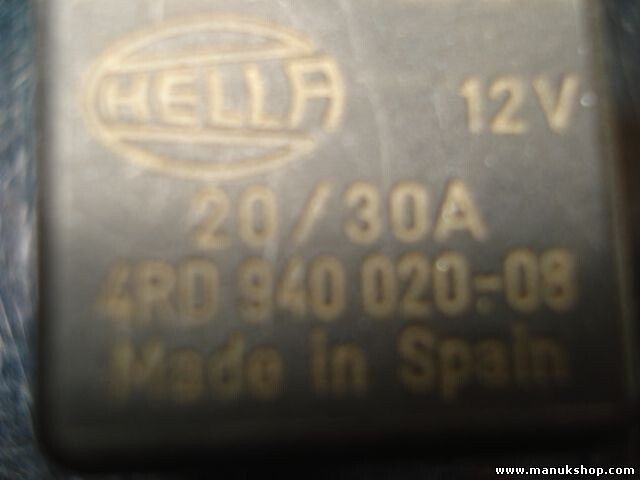 HELLA 12V
20/30A
4RD 940 020-08
Made in Spain
www.manukshop.com